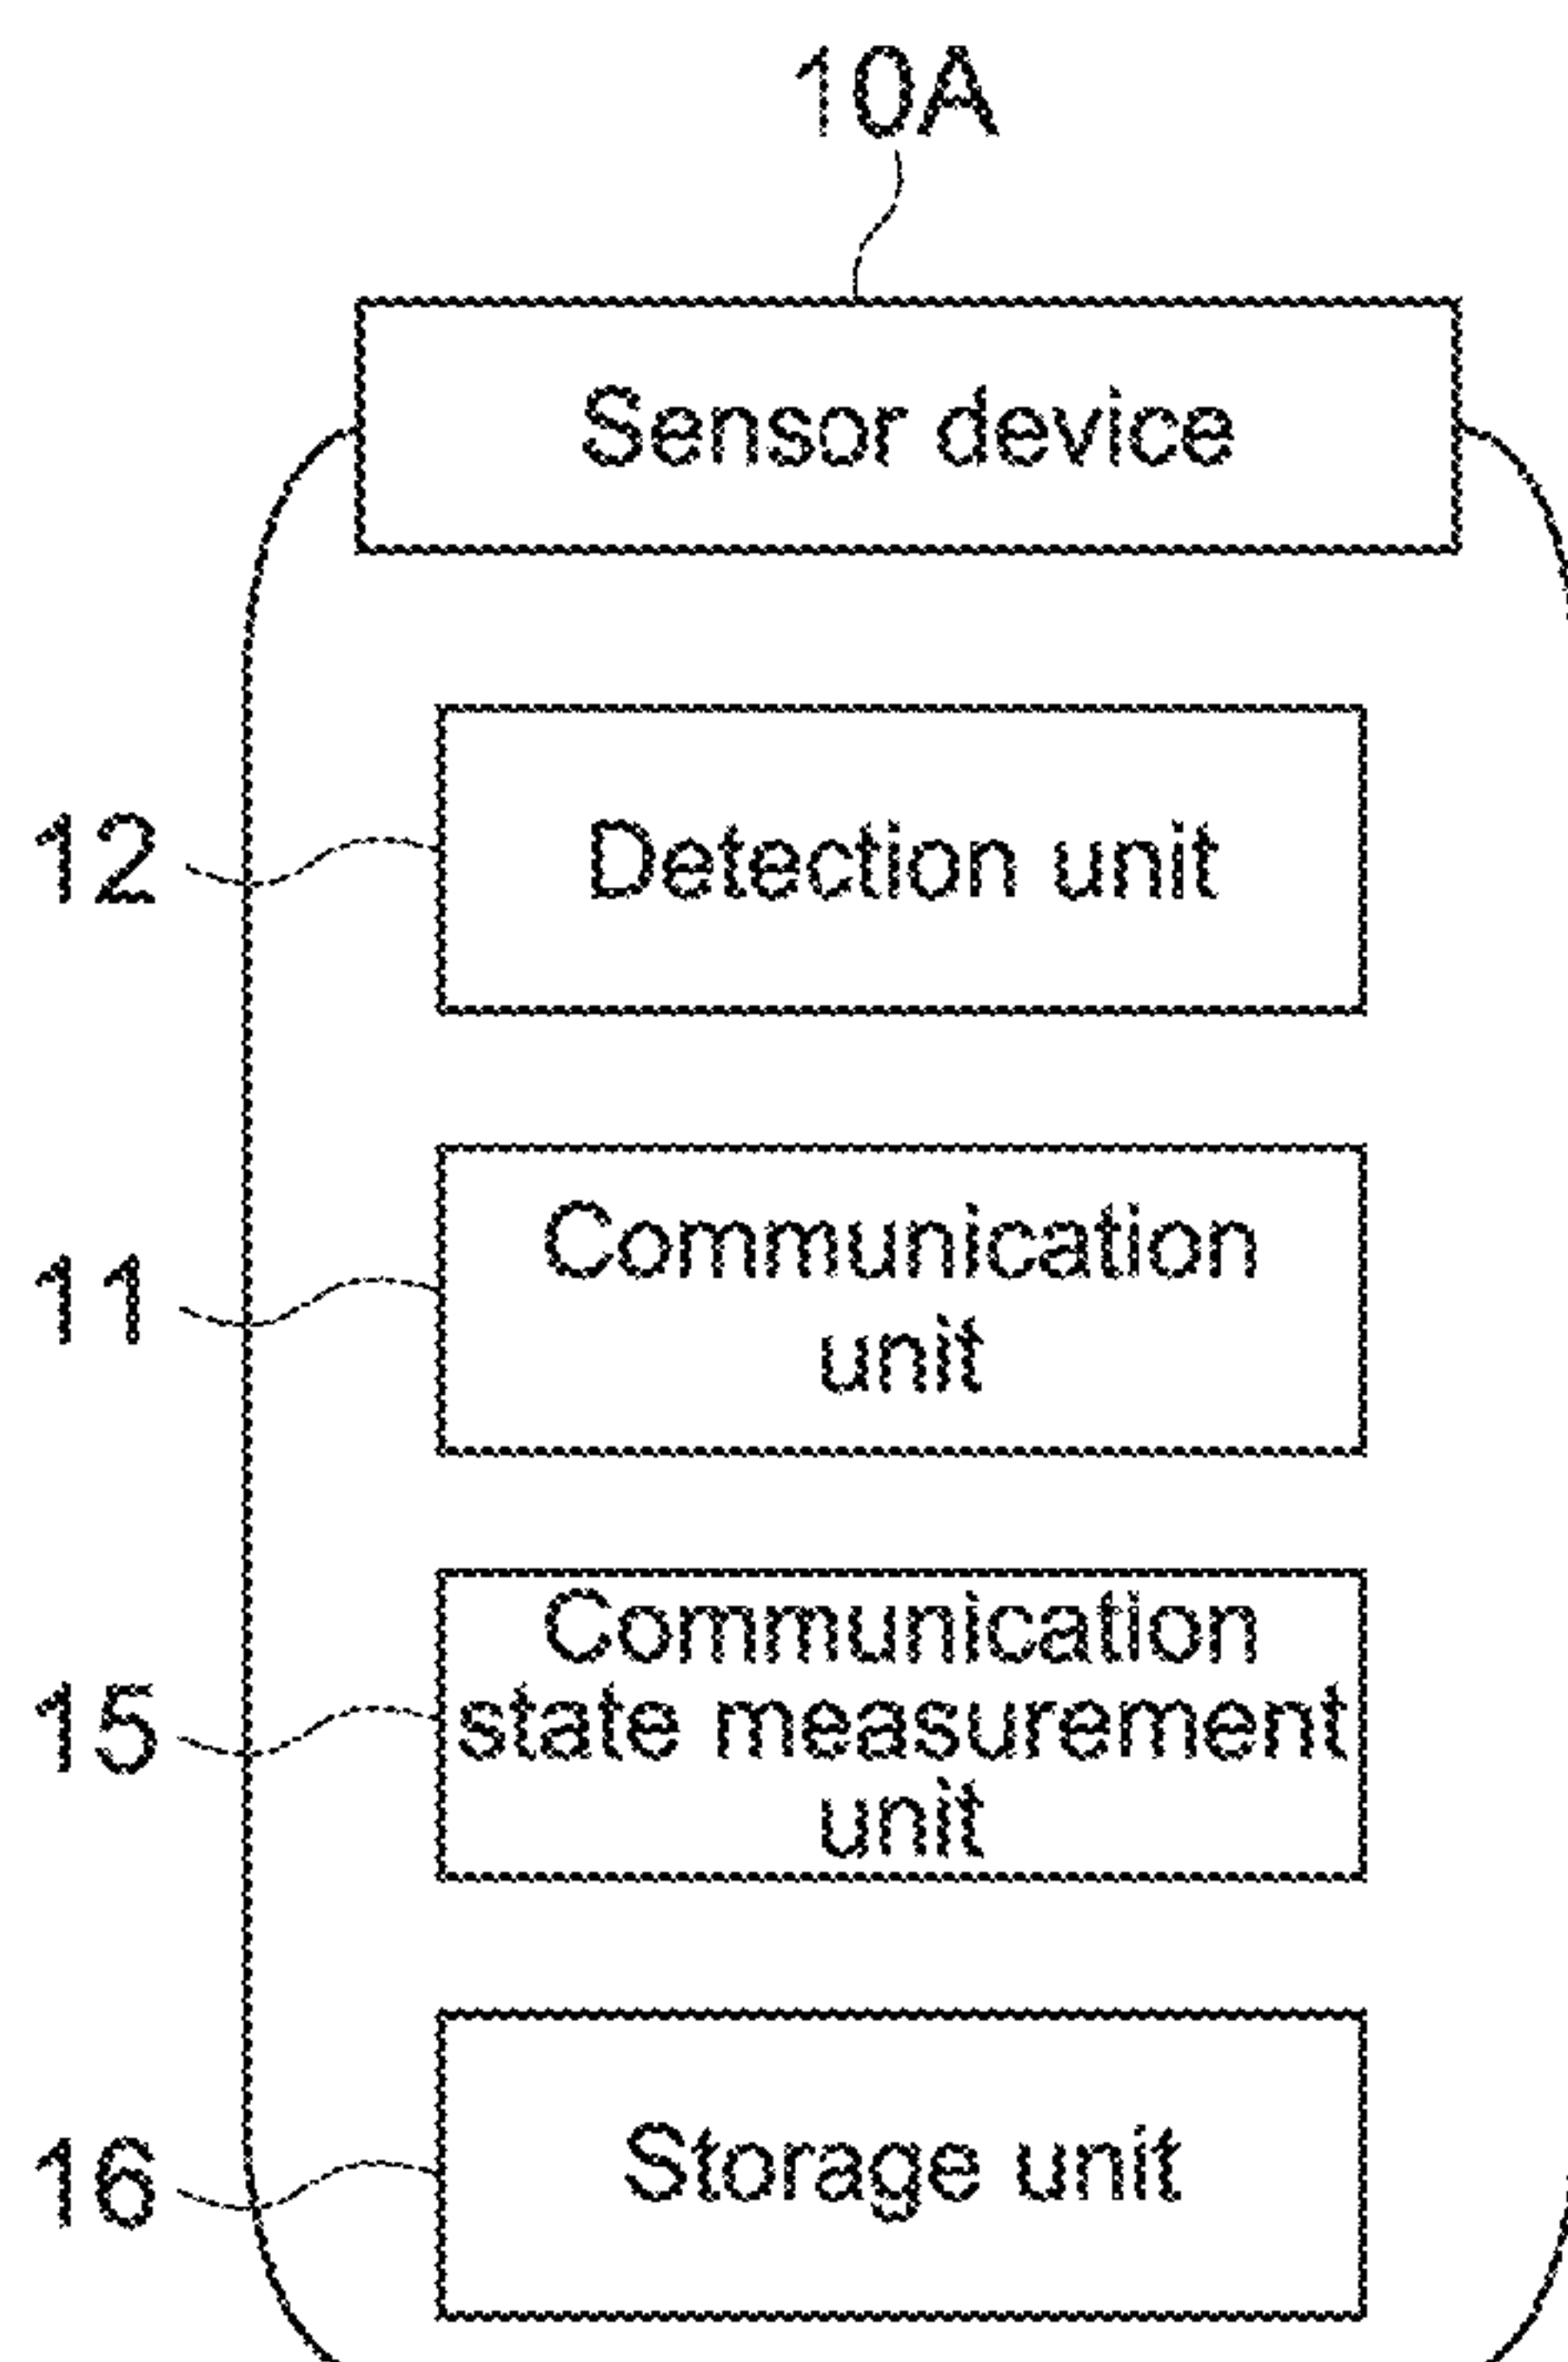 10A
Sensor device
12
Detection unit
11
Communication
unit
15
Communication
state measurement
unit
16
Storage unit